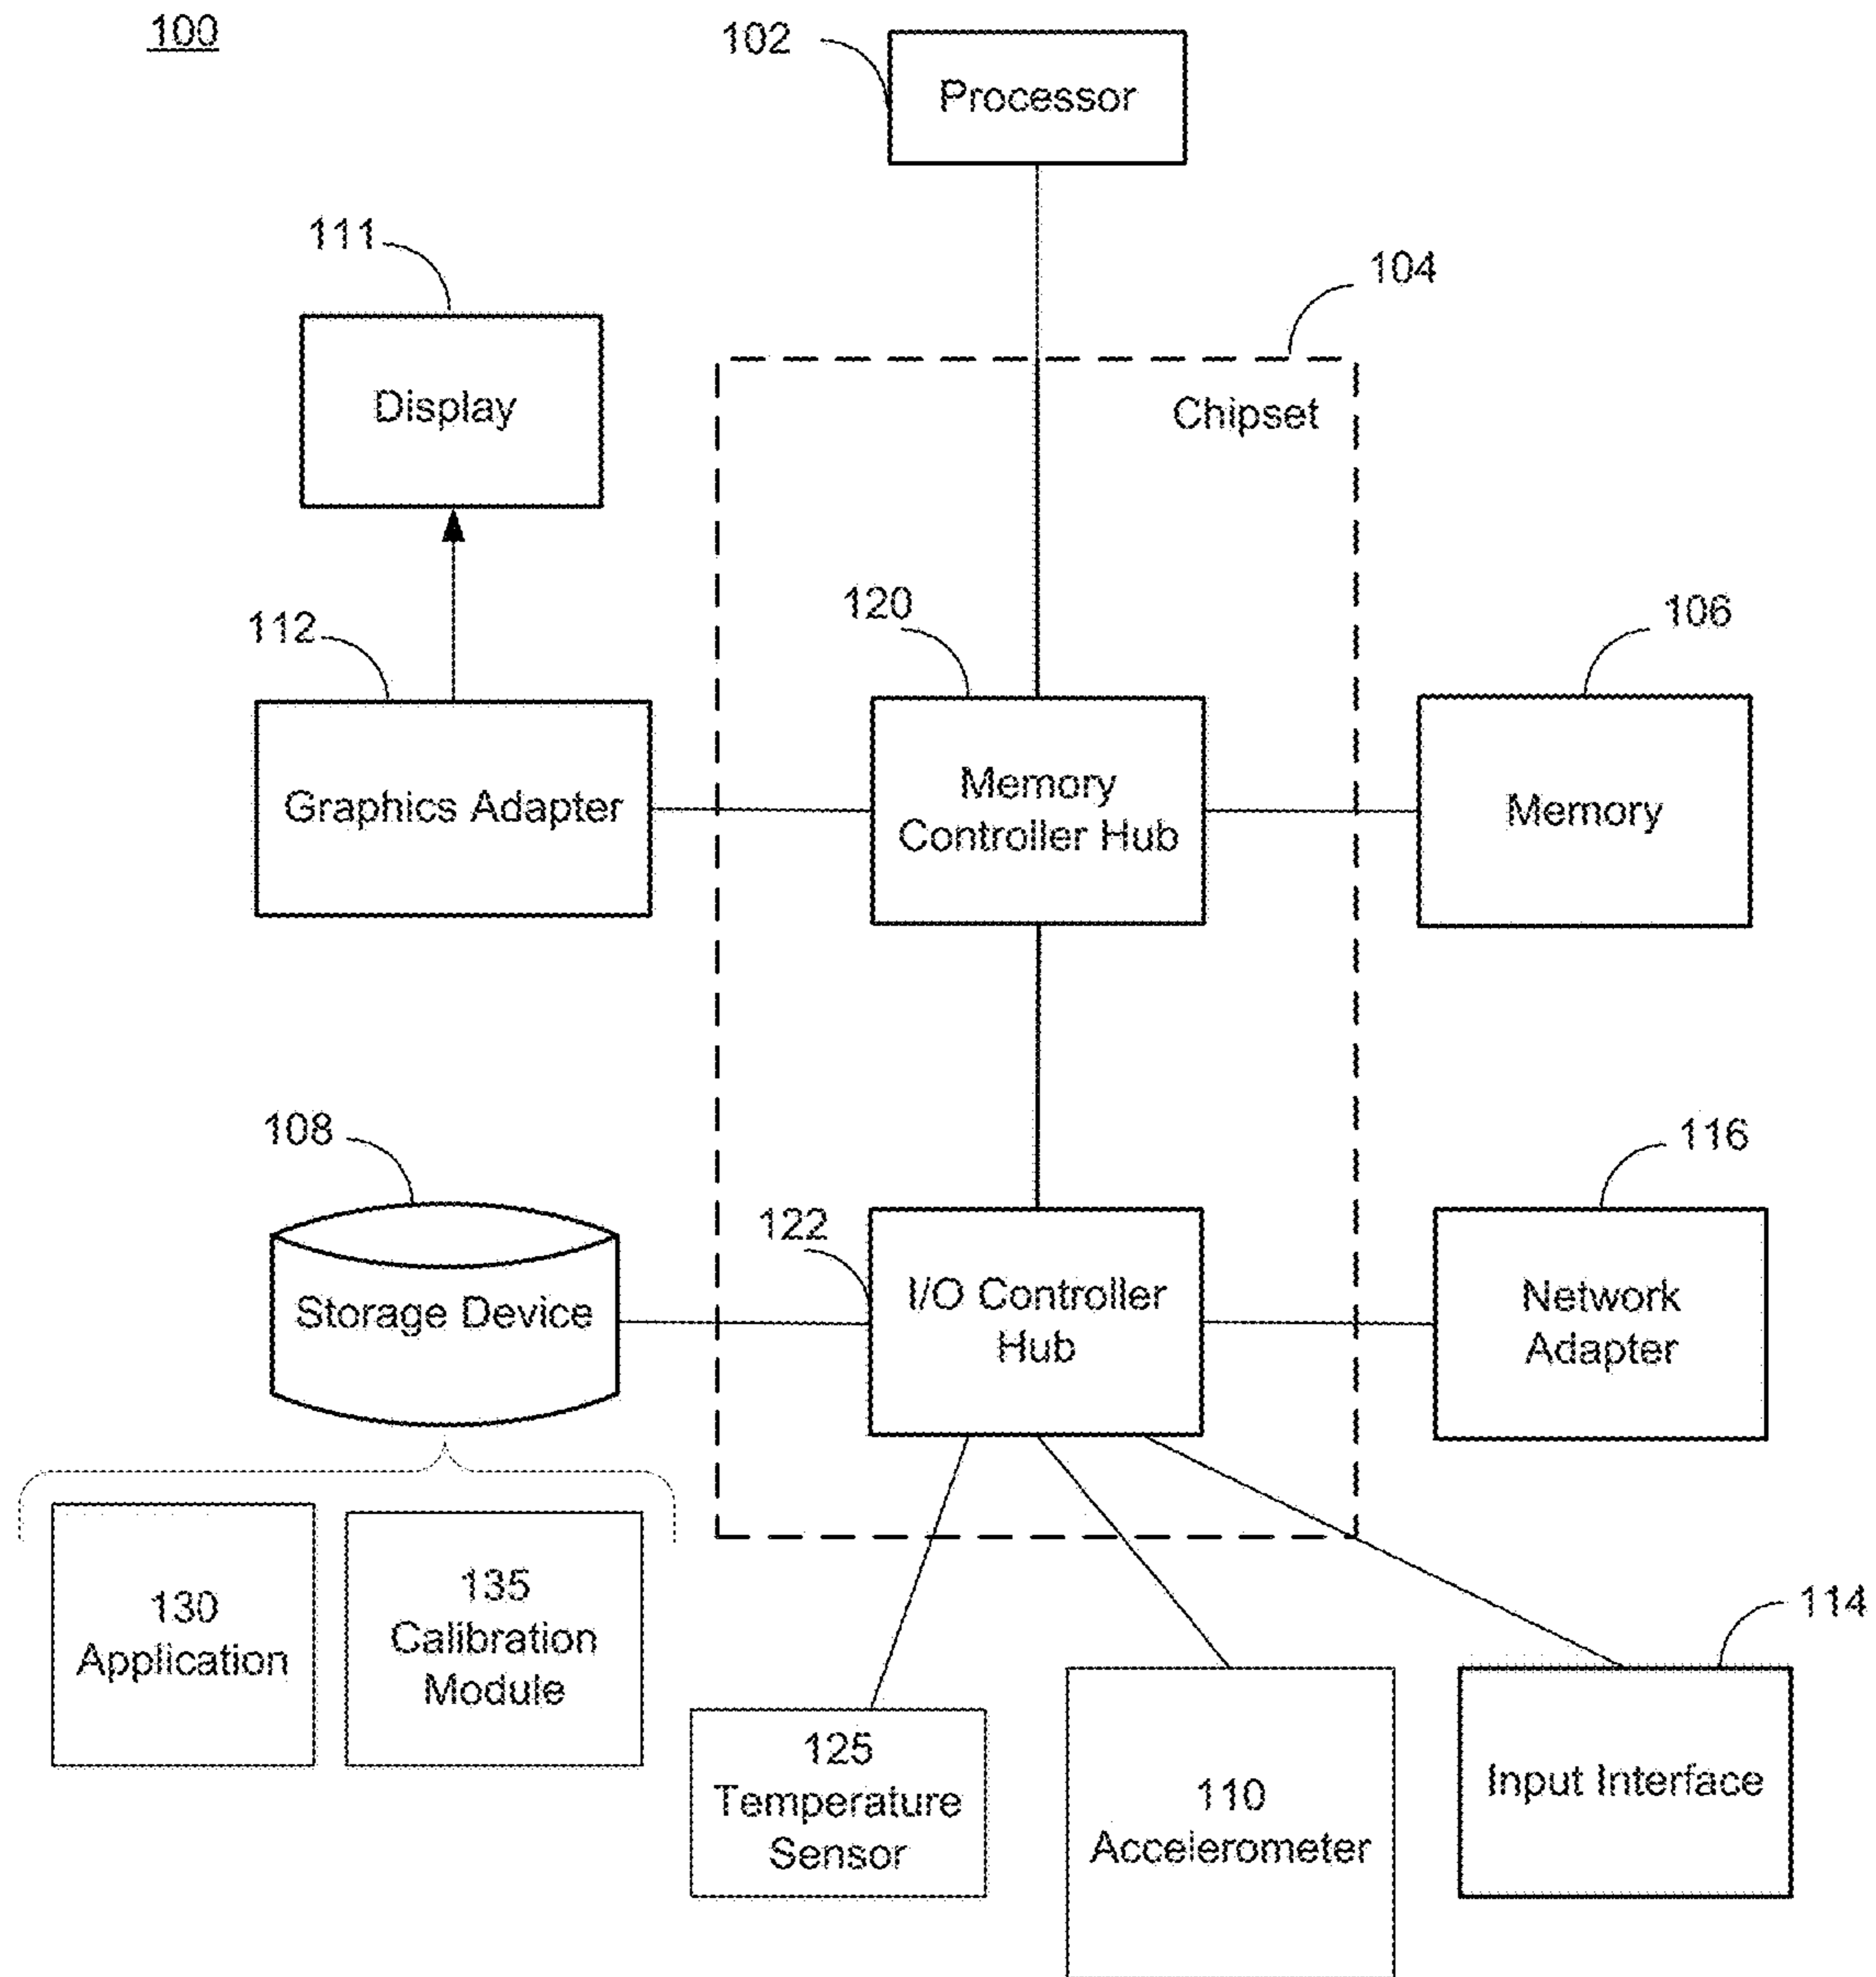 100
102
Processor
111
104
Display
Chipset
112
120
106
Graphics Adapter
Memory
Controller Hub
Memory
108
122
116
Storage Device
I/O Controller
Hub
Network
Adapter
130
Application
135
Calibration
Module
114
125
Temperature
Sensor
110
Accelerometer
Input Interface